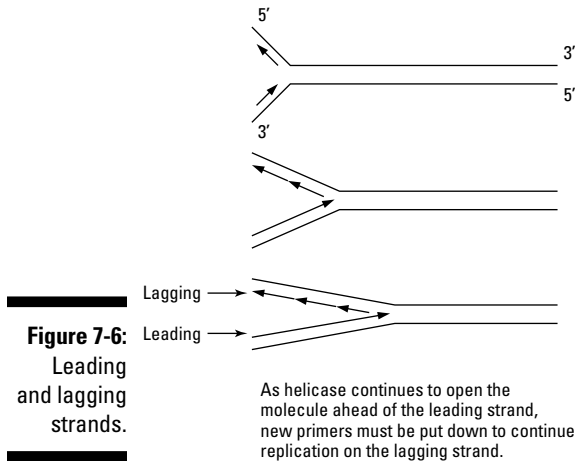 5′
3′
5′
3′
Lagging
Leading
Figure 7-6:
Leading
and lagging
strands.
As helicase continues to open the
molecule ahead of the leading strand,
new primers must be put down to continue
replication on the lagging strand.